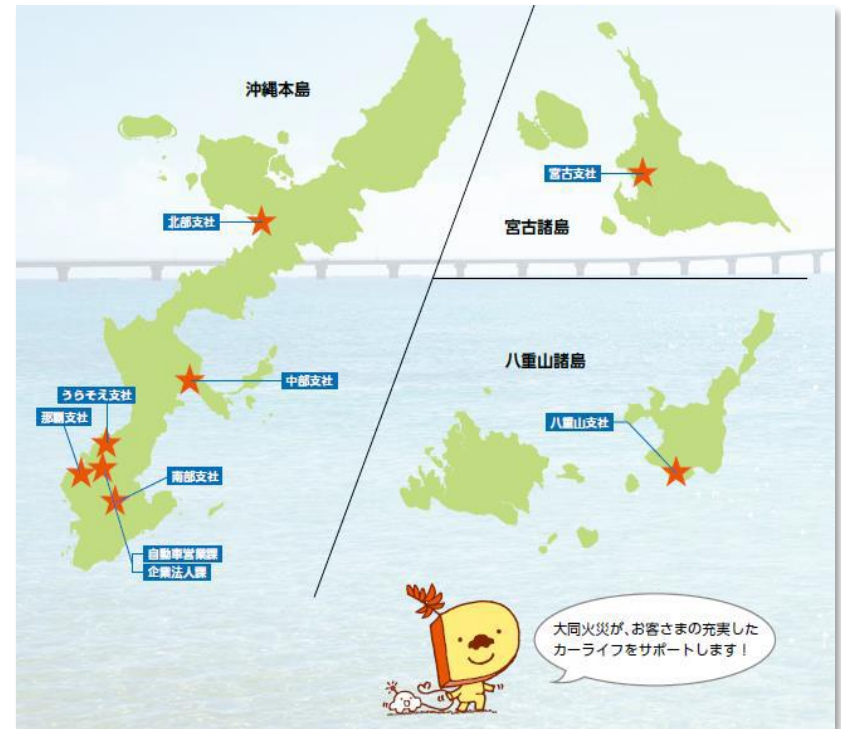 沖縄本島
北部支社
中部支社
うらそえ支社
那覇支社
南部支社
自動車営業課
企業法人課
宮古支社
宮古諸島
八重山諸島
八重山支社
大同火災が、お客さまの充実した
カーライフをサポートします!